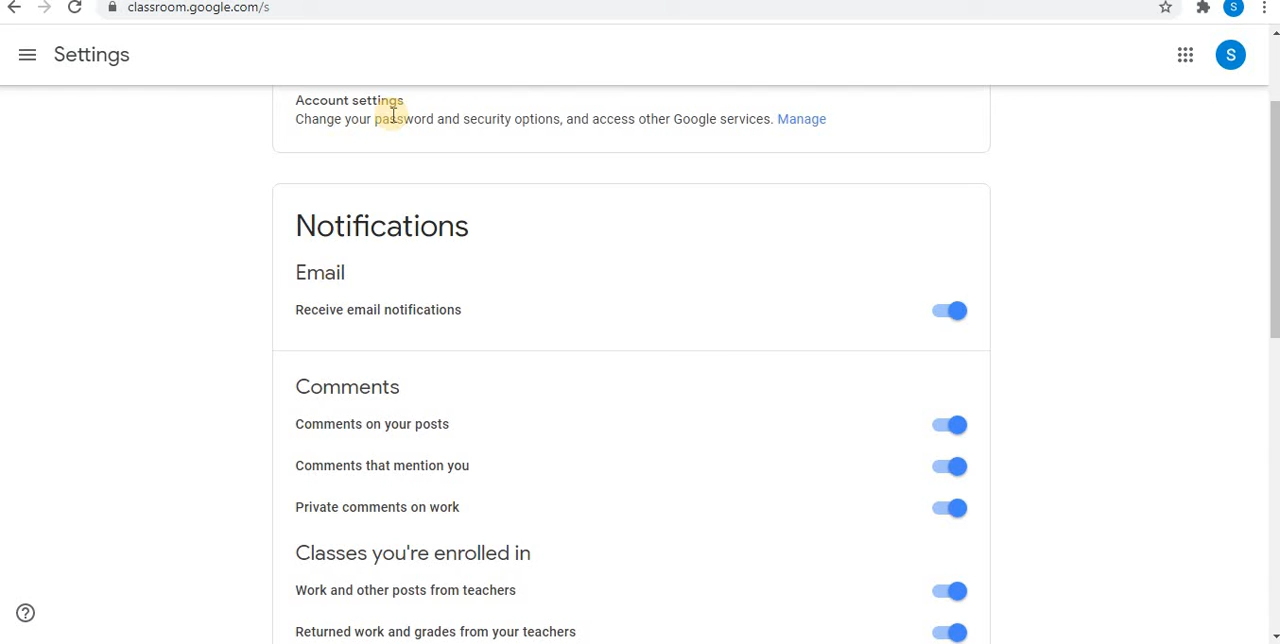 classroom.google.com/s
S
Settings
S
Account settings
Change your password and security options, and access other Google services. Manage
Notifications
Email
Receive email notifications
Comments
Comments on your posts
Comments that mention you
Private comments on work
Classes you're enrolled in
Work and other posts from teachers
Returned work and grades from your teachers